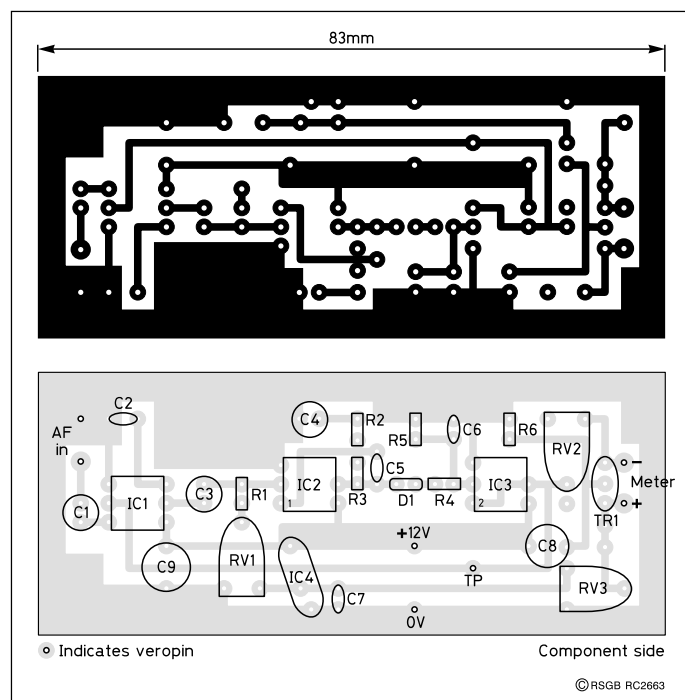 83mm
AF
in
C2
C4
R2
R5
C6
R6
RV2
Meter
−
+
C1
IC1
C3
R1
IC2
1
R3
C5
D1
R4
IC3
2
TR1
C9
RV1
IC4
C7
+12V
0V
TP
C8
RV3
Indicates veropin
Component side
© RSGB RC2663